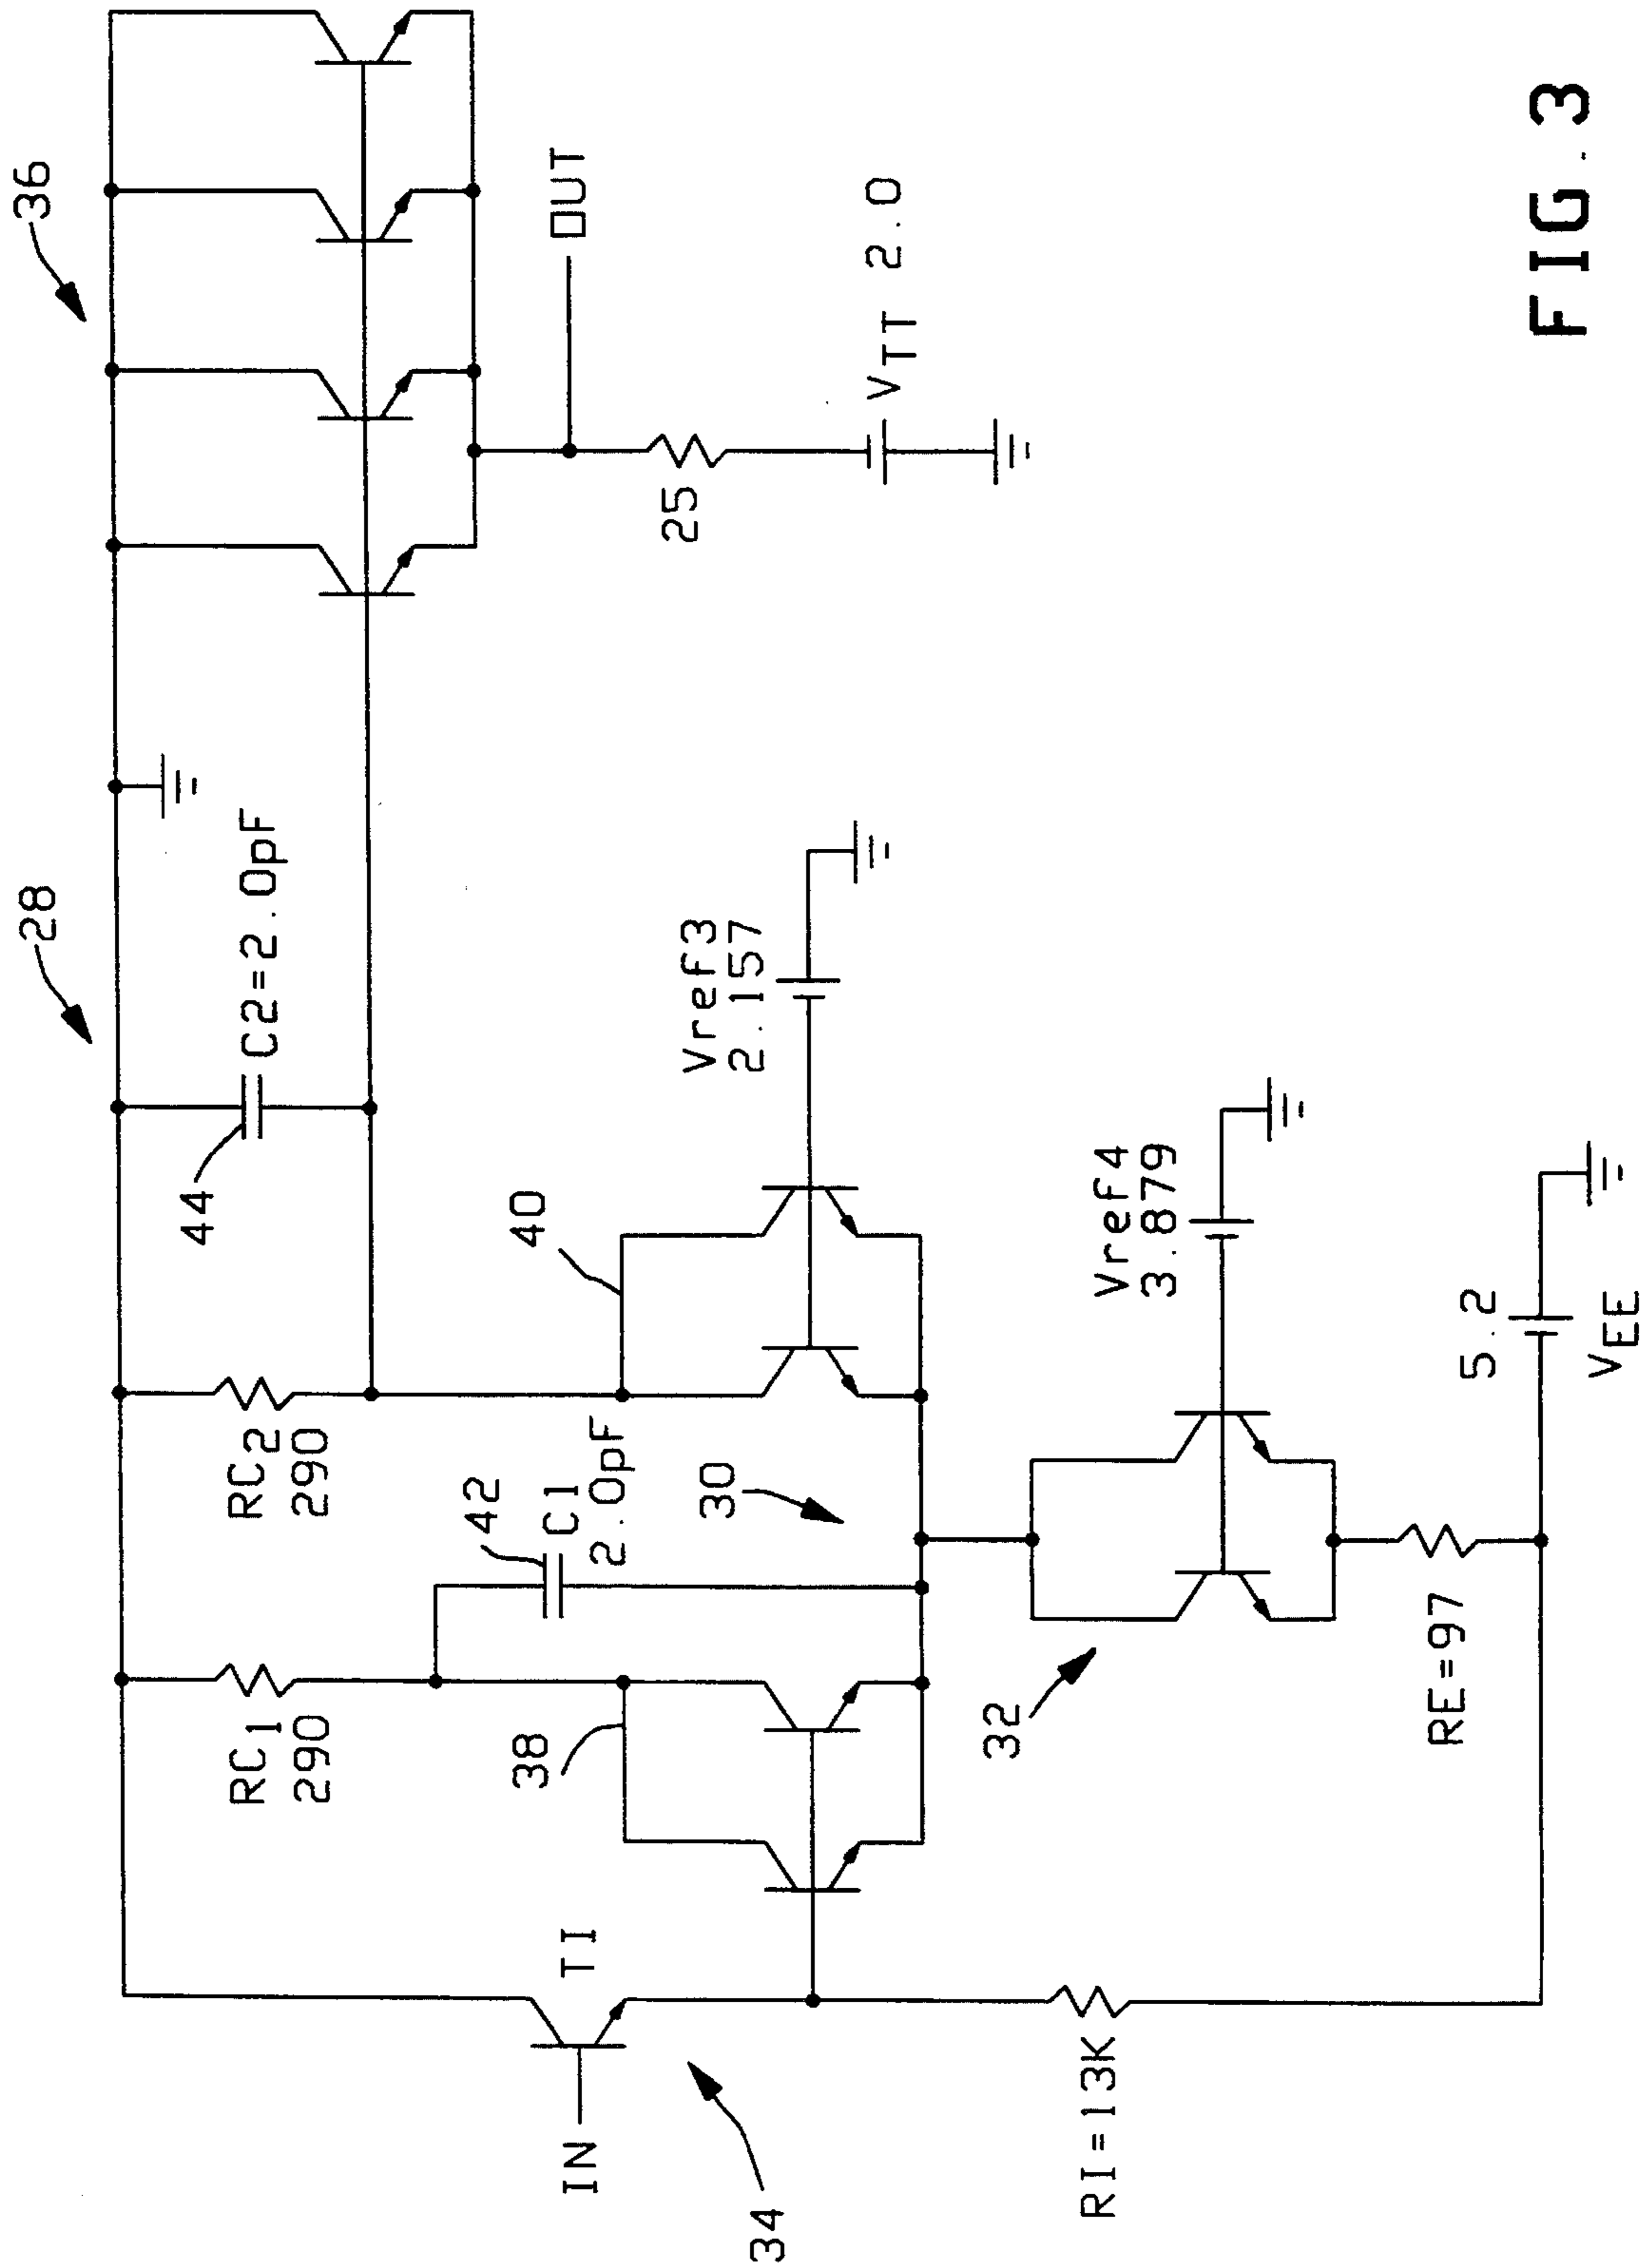 28
36
RC1
290
RC2
290
44
C2=2.0pF
TI
IN
34
38
42
C1
2.0pF
40
30
Vref3
2.157
OUT
25
VTT 2.0
32
Vref4
3.879
RI=13K
RE=97
5.2
VEE
FIG.3